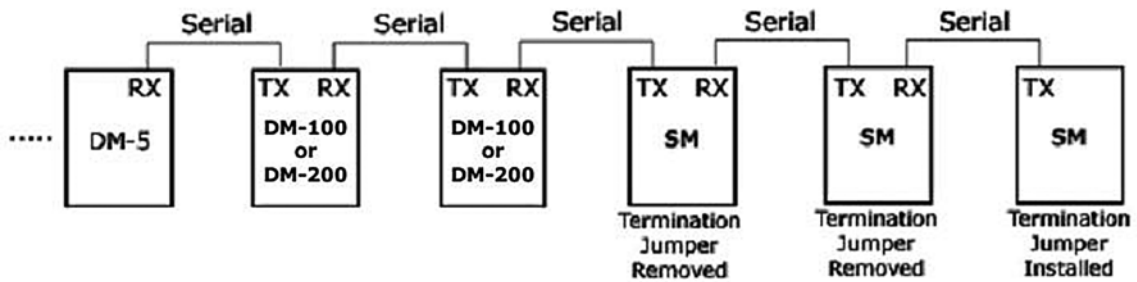 Serial Serial Serial Serial Serial
RX TX RX TX RX TX RX TX RX TX
..... DM-5
DM-100
or
DM-200
DM-100
or
DM-200
SM
SM
SM
Termination
Jumper
Removed
Termination
Jumper
Removed
Termination
Jumper
Installed